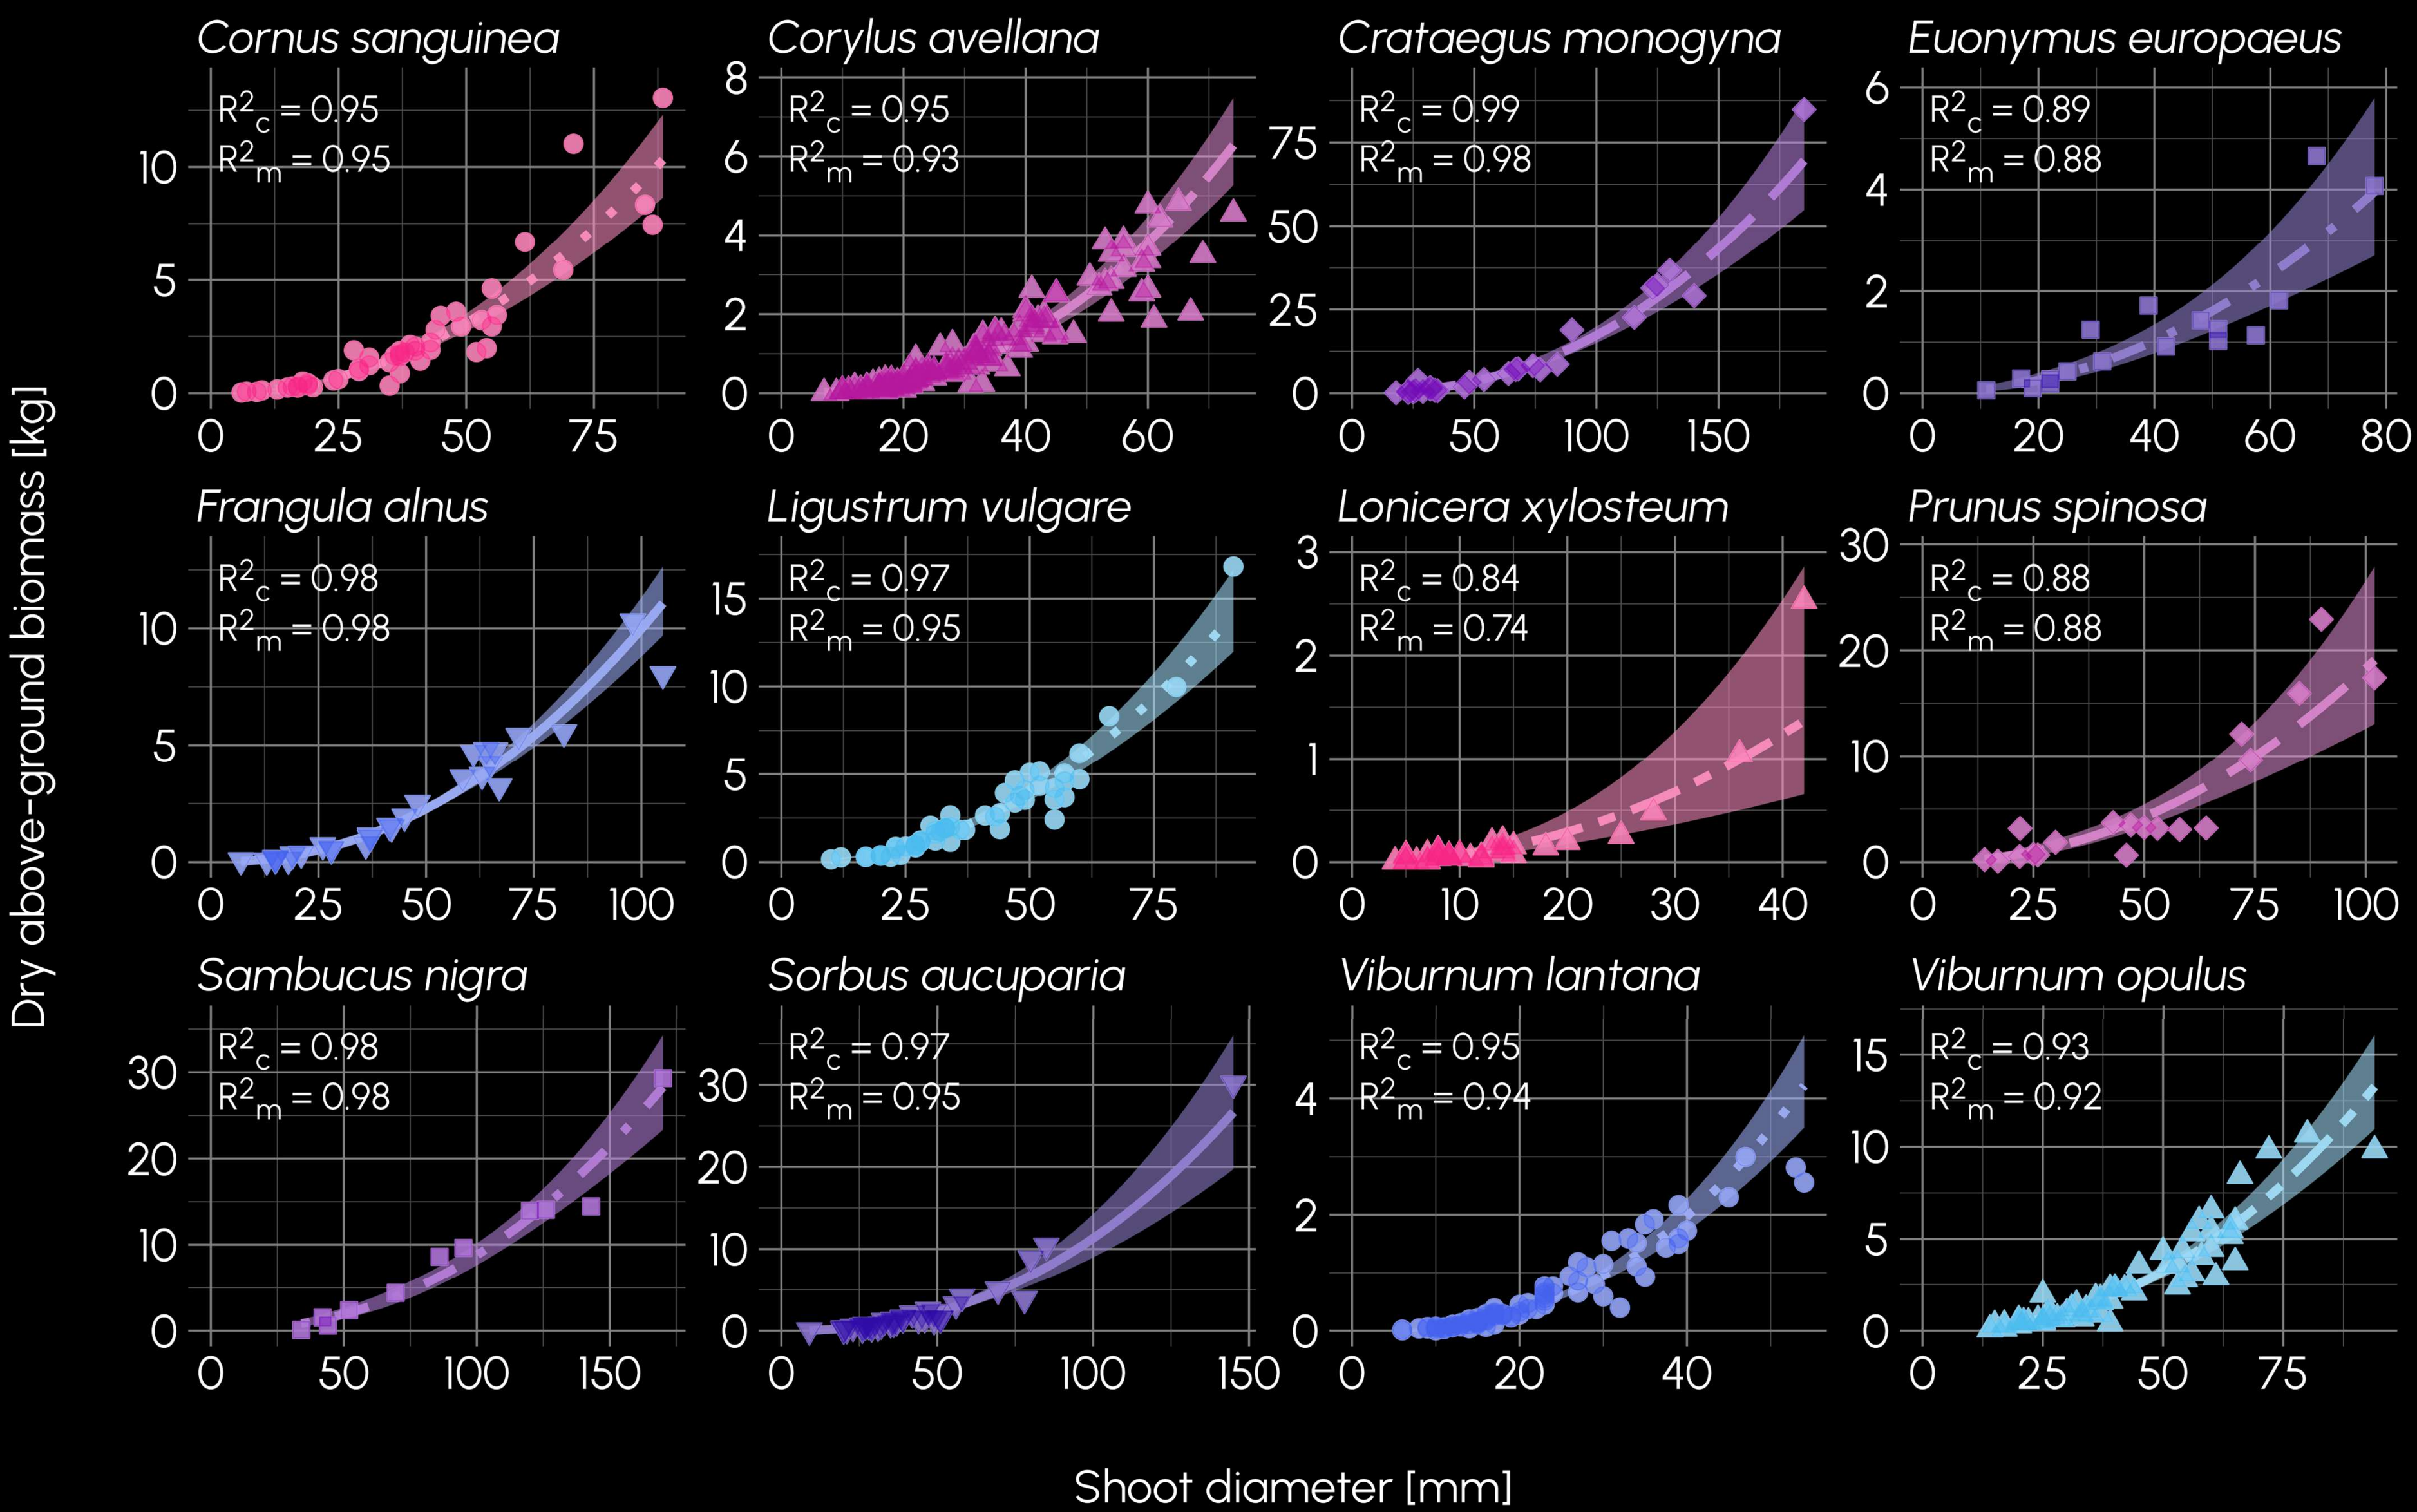 Cornus sanguinea
R²c = 0.95
R²m = 0.95
10
5
0
0 25 50 75
Corylus avellana
R²c = 0.95
R²m = 0.93
8
6
4
2
0
0 20 40 60
Crataegus monogyna
R²c = 0.99
R²m = 0.98
75
50
25
0
0 50 100 150
Euonymus europaeus
R²c = 0.89
R²m = 0.88
6
4
2
0
0 20 40 60 80
Frangula alnus
R²c = 0.98
R²m = 0.98
10
5
0
0 25 50 75 100
Ligustrum vulgare
R²c = 0.97
R²m = 0.95
15
10
5
0
0 25 50 75
Lonicera xylosteum
R²c = 0.84
R²m = 0.74
3
2
1
0
0 10 20 30 40
Prunus spinosa
R²c = 0.88
R²m = 0.88
30
20
10
0
0 25 50 75 100
Sambucus nigra
R²c = 0.98
R²m = 0.98
30
20
10
0
0 50 100 150
Sorbus aucuparia
R²c = 0.97
R²m = 0.95
30
20
10
0
0 50 100 150
Viburnum lantana
R²c = 0.95
R²m = 0.94
4
2
0
0 20 40
Viburnum opulus
R²c = 0.93
R²m = 0.92
15
10
5
0
0 25 50 75
Dry above-ground biomass [kg]
Shoot diameter [mm]